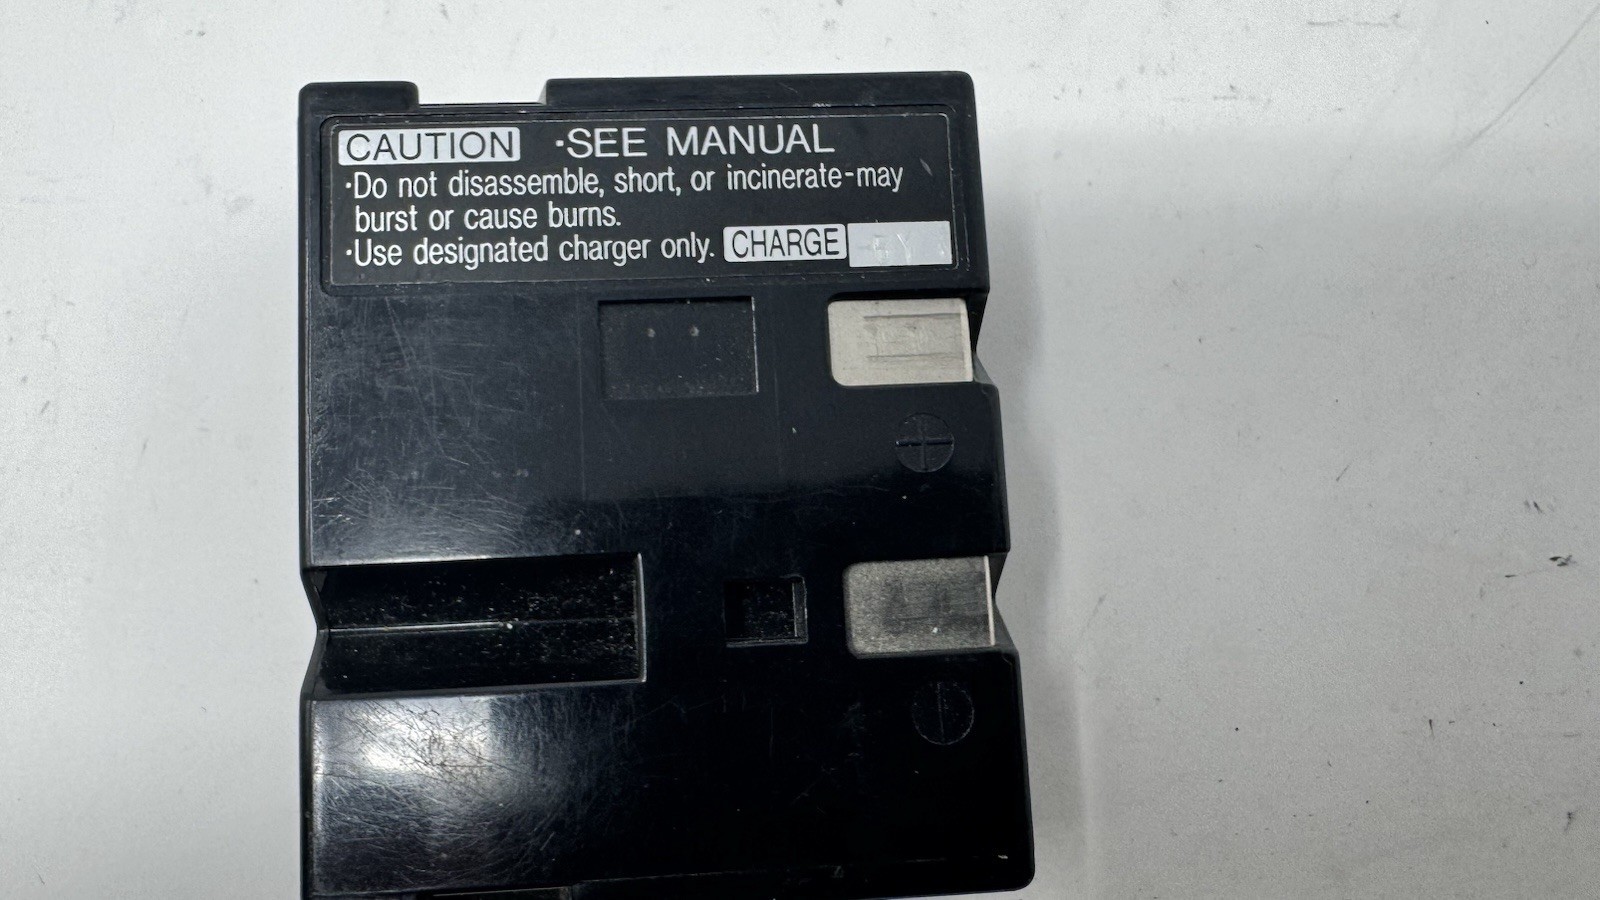 CAUTION ·SEE MANUAL
·Do not disassemble, short, or incinerate-may
burst or cause burns.
·Use designated charger only. CHARGE